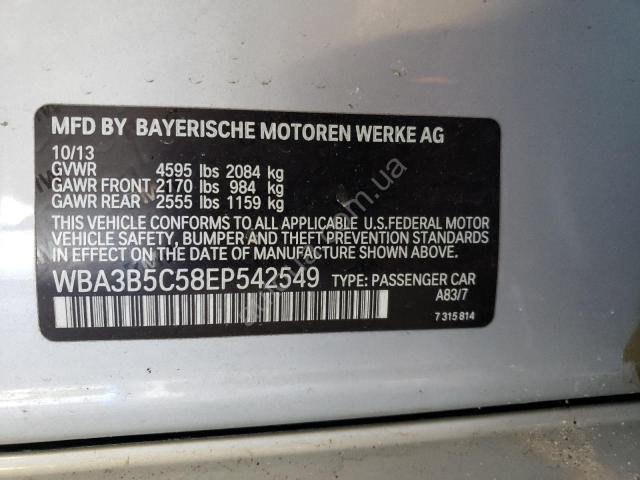 MFD BY BAYERISCHE MOTOREN WERKE AG
10/13
GVWR 4595 lbs 2084 kg
GAWR FRONT 2170 lbs 984 kg
GAWR REAR 2555 lbs 1159 kg
THIS VEHICLE CONFORMS TO ALL APPLICABLE U.S.FEDERAL MOTOR
VEHICLE SAFETY, BUMPER AND THEFT PREVENTION STANDARDS
IN EFFECT ON THE DATE OF MANUFACTURE SHOWN ABOVE.
WBA3B5C58EP542549 TYPE: PASSENGER CAR
A83/7
7 315 814